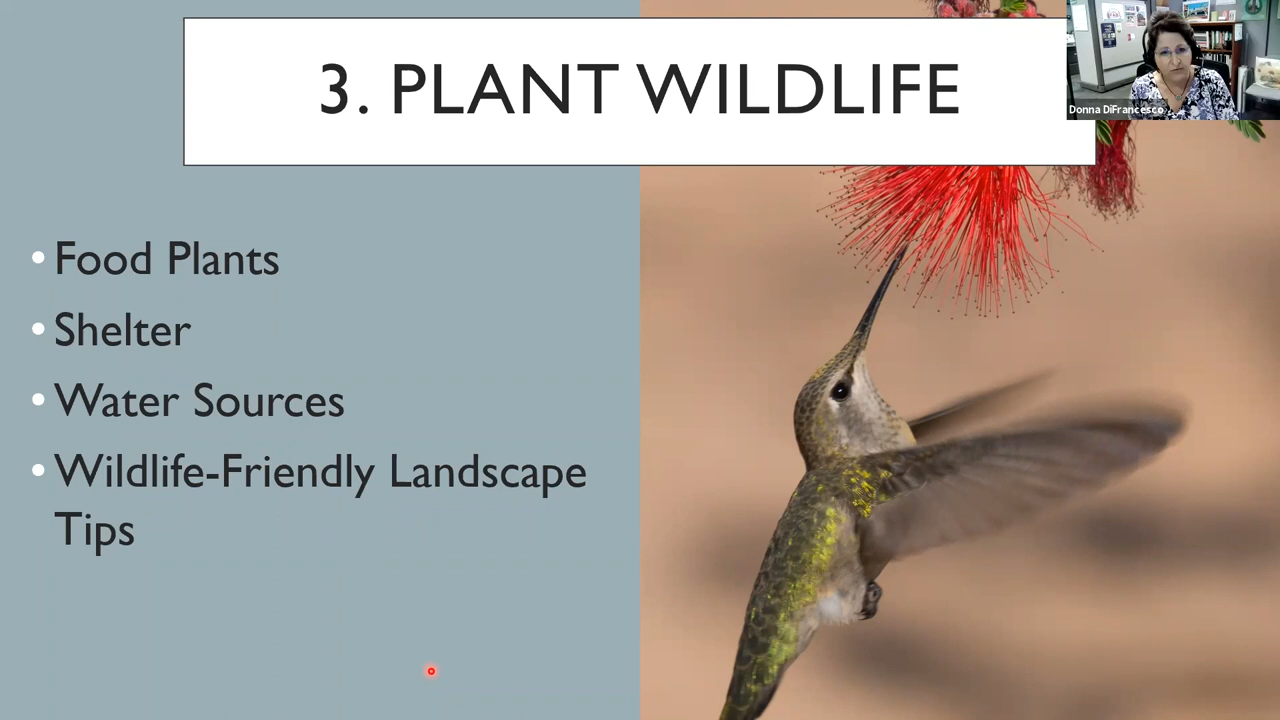 3. PLANT WILDLIFE
Donna DiFrancesco
• Food Plants
• Shelter
• Water Sources
• Wildlife-Friendly Landscape
Tips